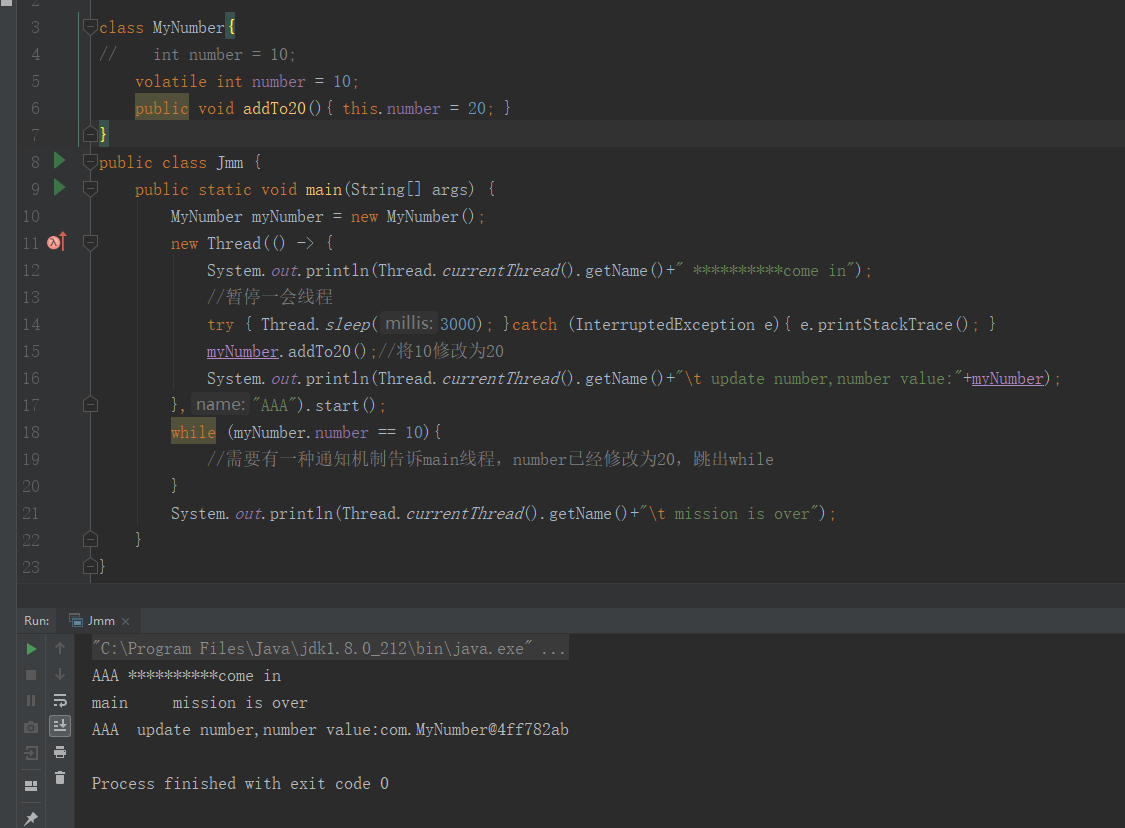 2
3 class MyNumber{
4 //    int number = 10;
5     volatile int number = 10;
6     public void addTo20(){ this.number = 20; }
7 }
8 public class Jmm {
9     public static void main(String[] args) {
10         MyNumber myNumber = new MyNumber();
11         new Thread(() -> {
12             System.out.println(Thread.currentThread().getName()+" **********come in");
13             //暂停一会线程
14             try { Thread.sleep( millis: 3000); }catch (InterruptedException e){ e.printStackTrace(); }
15             myNumber.addTo20();//将10修改为20
16             System.out.println(Thread.currentThread().getName()+"\t update number,number value:"+myNumber);
17         }, name: "AAA").start();
18         while (myNumber.number == 10){
19             //需要有一种通知机制告诉main线程，number已经修改为20，跳出while
20         }
21         System.out.println(Thread.currentThread().getName()+"\t mission is over");
22     }
23 }
Run: Jmm ×
"C:\Program Files\Java\jdk1.8.0_212\bin\java.exe" ...
AAA **********come in
main     mission is over
AAA  update number,number value:com.MyNumber@4ff782ab
Process finished with exit code 0